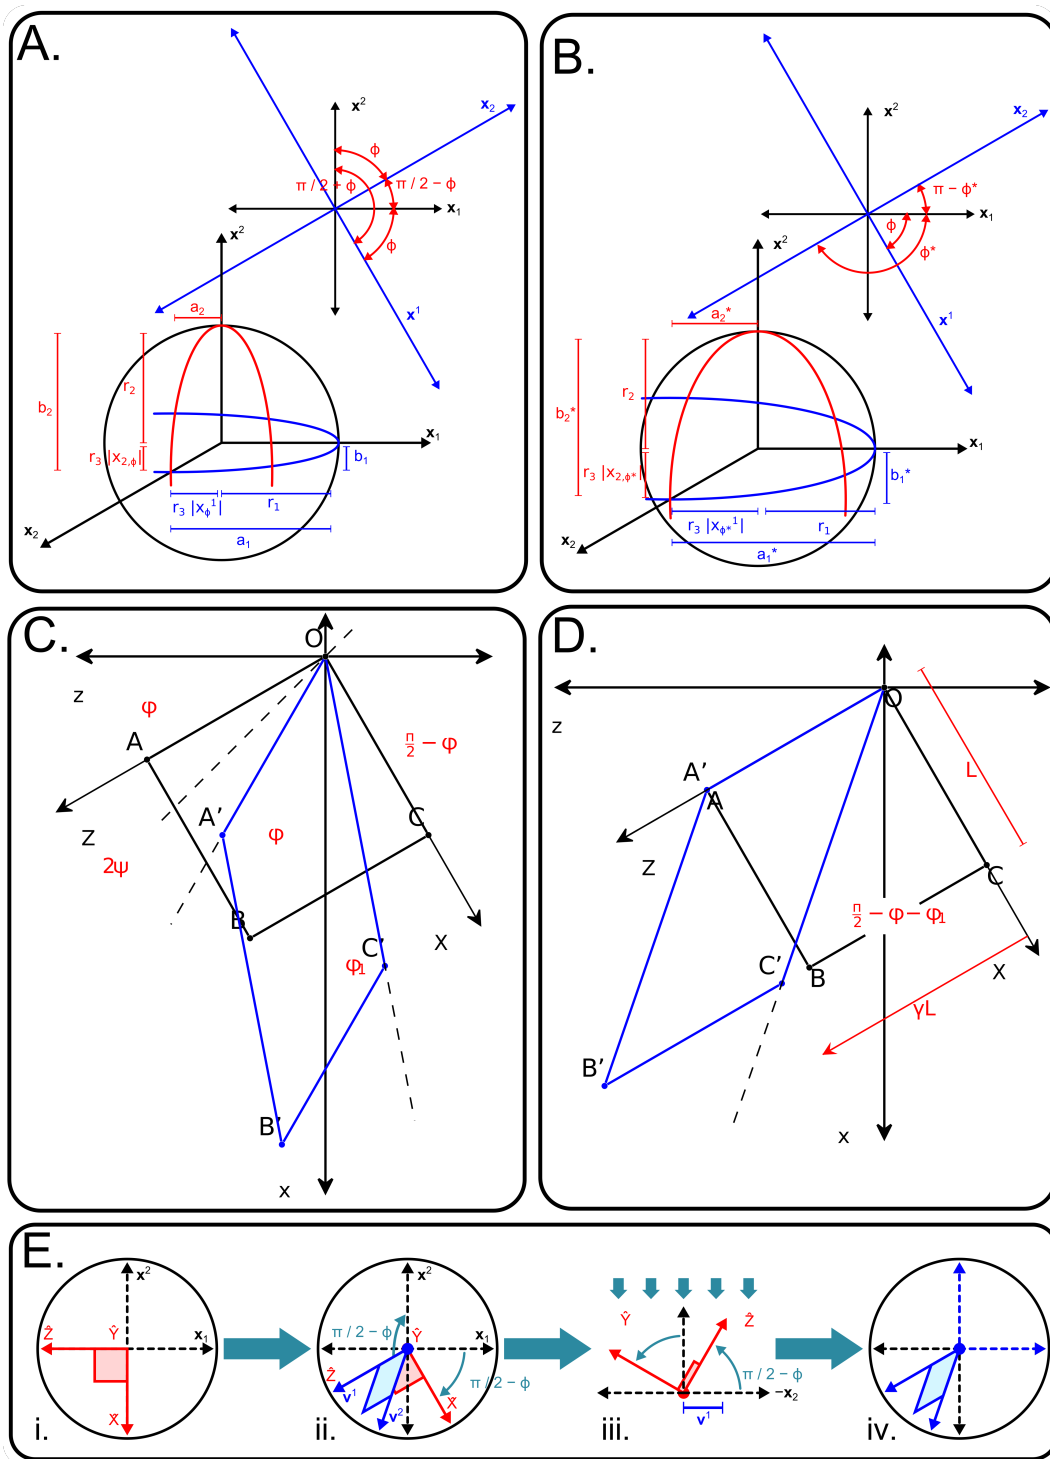 A.
x²
x₂
ϕ
π / 2 + ϕ
π / 2 − ϕ
x₁
ϕ
x²
x¹
a₂
r₂
b₂
x₁
r₃ |x₂,ϕ|
b₁
r₃ |xϕ¹|
r₁
x₂
a₁
B.
x²
x₂
π − ϕ*
x₁
ϕ
ϕ*
x²
x¹
a₂*
r₂
b₂*
x₁
r₃ |x₂,ϕ*|
b₁*
r₃ |xϕ*¹|
r₁
x₂
a₁*
C.
O
z
φ
A
π/2 − φ
A’
C
Z
φ
2ψ
B
X
C’
φ₁
B’
x
D.
O
z
L
A’
A
Z
C
π/2 − φ − φ₁
C’
B
X
γL
B’
x
E.
x²
Ẑ
Ŷ
x₁
X̂
i.
x²
π / 2 − ϕ
Ŷ
x₁
Ẑ
π / 2 − ϕ
v¹
v²
X̂
ii.
Ŷ
Ẑ
π / 2 − ϕ
−x₂
v¹
iii.
iv.